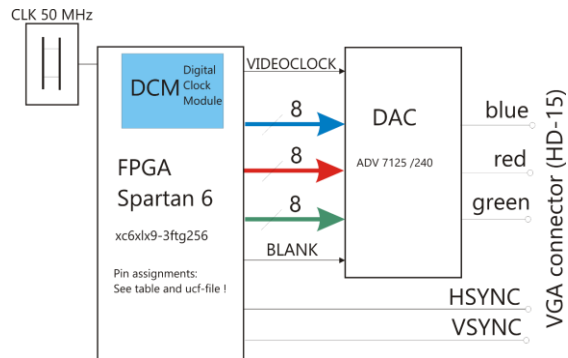 CLK 50 MHz
DCM
Digital
Clock
Module
FPGA
Spartan 6
xc6xlx9-3ftg256
Pin assignments:
See table and ucf-file !
VIDEOCLOCK
8
8
8
BLANK
DAC
ADV 7125 /240
blue
red
green
HSYNC
VSYNC
VGA connector (HD-15)